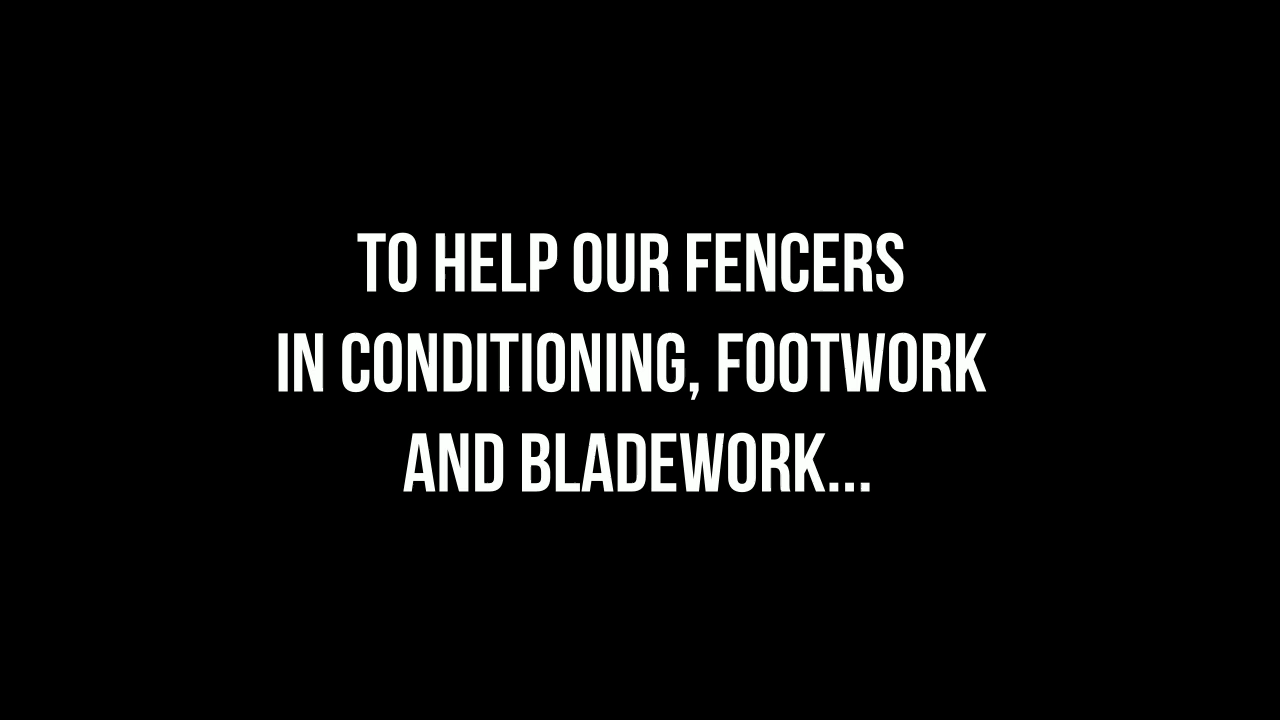 TO HELP OUR FENCERS
IN CONDITIONING, FOOTWORK
AND BLADEWORK...